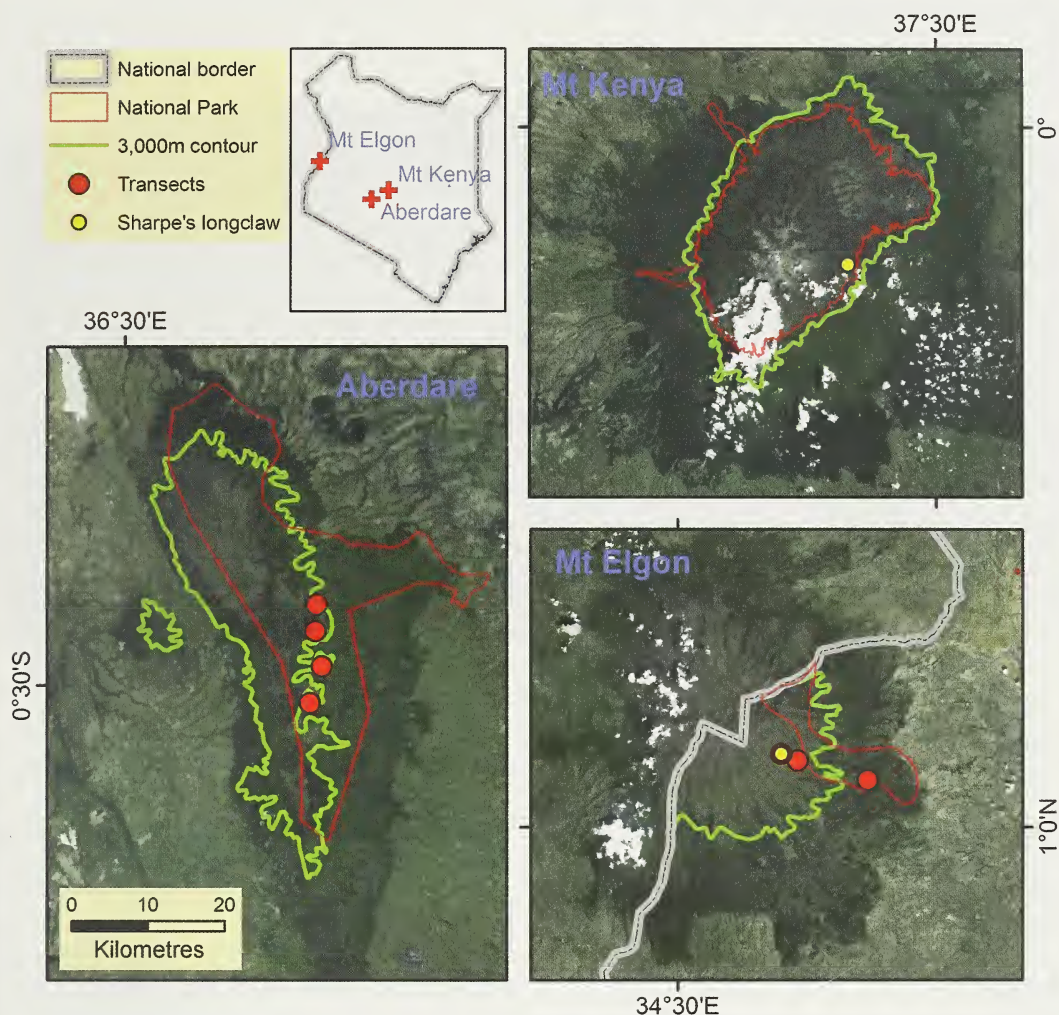 National border
National Park
3,000m contour
Transects
Sharpe's longclaw
Mt Elgon
Mt Kenya
Aberdare
37°30'E
Mt Kenya
0°
36°30'E
Aberdare
0°30'S
0 10 20
Kilometres
Mt Elgon
1°0'N
34°30'E